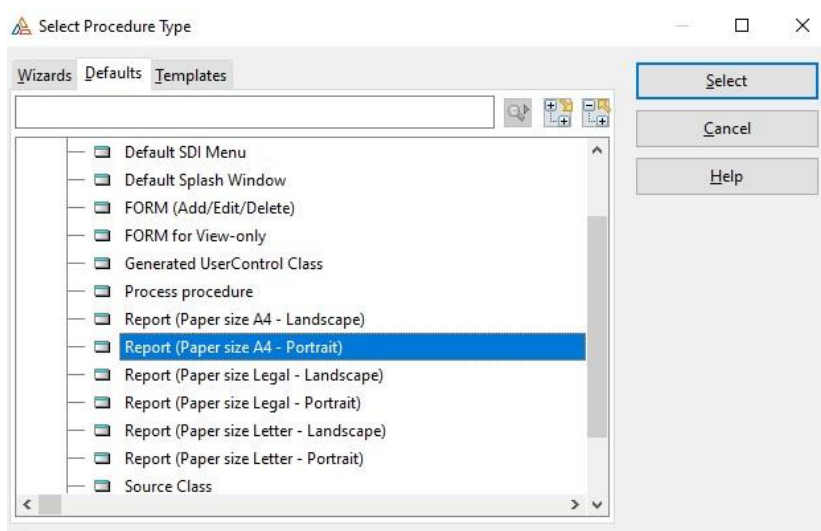 Select Procedure Type
Wizards Defaults Templates
Select
Cancel
Help
Default SDI Menu
Default Splash Window
FORM (Add/Edit/Delete)
FORM for View-only
Generated UserControl Class
Process procedure
Report (Paper size A4 - Landscape)
Report (Paper size A4 - Portrait)
Report (Paper size Legal - Landscape)
Report (Paper size Legal - Portrait)
Report (Paper size Letter - Landscape)
Report (Paper size Letter - Portrait)
Source Class